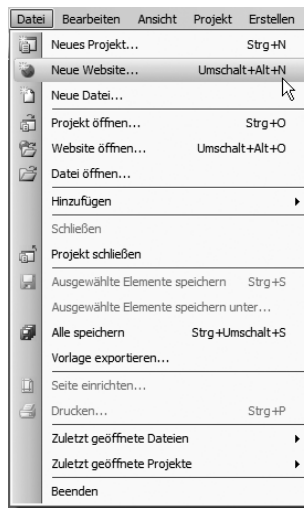 Datei Bearbeiten Ansicht Projekt Erstellen
Neues Projekt... Strg+N
Neue Website... Umschalt+Alt+N
Neue Datei...
Projekt öffnen... Strg+O
Website öffnen... Umschalt+Alt+O
Datei öffnen...
Hinzufügen
Schließen
Projekt schließen
Ausgewählte Elemente speichern Strg+S
Ausgewählte Elemente speichern unter...
Alle speichern Strg+Umschalt+S
Vorlage exportieren...
Seite einrichten...
Drucken... Strg+P
Zuletzt geöffnete Dateien
Zuletzt geöffnete Projekte
Beenden